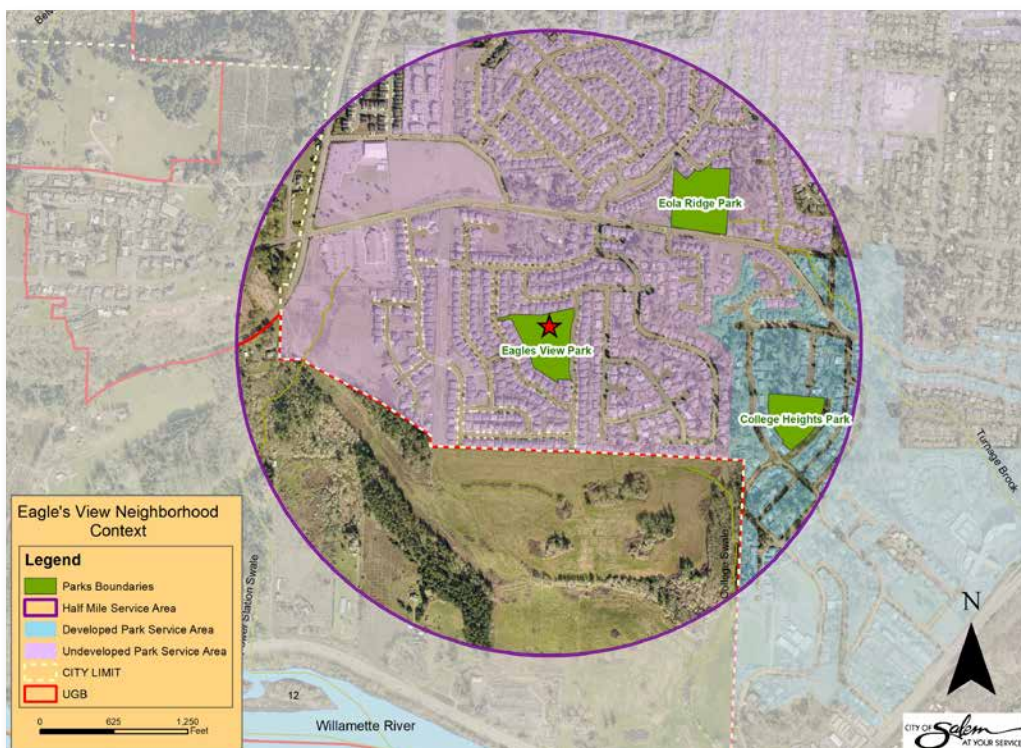 Eola Ridge Park
Eagles View Park
College Heights Park
Turnage Brook
College Swale
Power Station Swale
12
Willamette River
Eagle's View Neighborhood
Context
Legend
Parks Boundaries
Half Mile Service Area
Developed Park Service Area
Undeveloped Park Service Area
CITY LIMIT
UGB
0 625 1,250
Feet
N
CITY OF Salem
AT YOUR SERVICE